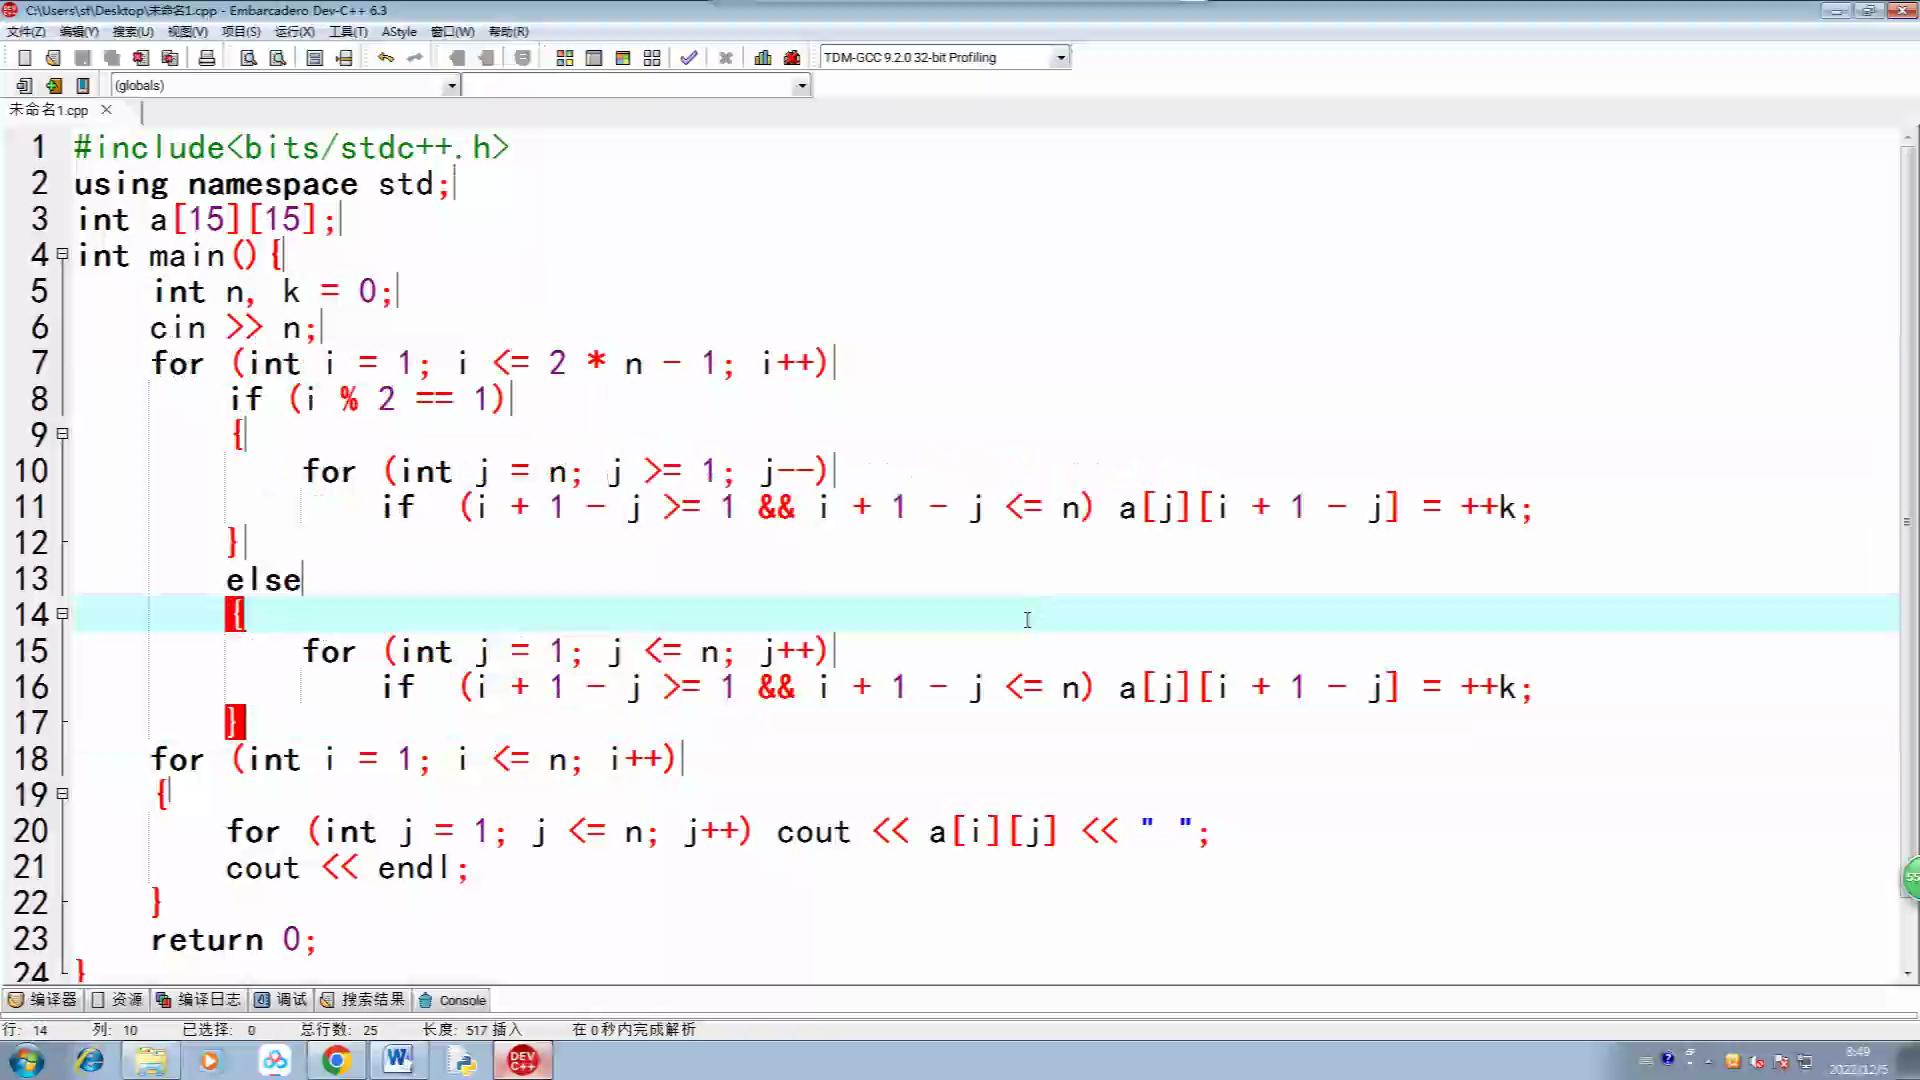 C:\Users\st\Desktop\未命名1.cpp - Embarcadero Dev-C++ 6.3
文件(Z) 编辑(Y) 搜索(U) 视图(V) 项目(S) 运行(X) 工具(T) AStyle 窗口(W) 帮助(R)
TDM-GCC 9.2.0 32-bit Profiling
(globals)
未命名1.cpp
1 #include<bits/stdc++.h>
2 using namespace std;
3 int a[15][15];
4 int main(){
5 int n, k = 0;
6 cin >> n;
7 for (int i = 1; i <= 2 * n - 1; i++)
8 if (i % 2 == 1)
9 {
10 for (int j = n; j >= 1; j--)
11 if (i + 1 - j >= 1 && i + 1 - j <= n) a[j][i + 1 - j] = ++k;
12 }
13 else
14 {
15 for (int j = 1; j <= n; j++)
16 if (i + 1 - j >= 1 && i + 1 - j <= n) a[j][i + 1 - j] = ++k;
17 }
18 for (int i = 1; i <= n; i++)
19 {
20 for (int j = 1; j <= n; j++) cout << a[i][j] << " ";
21 cout << endl;
22 }
23 return 0;
24 }
55
编译器 资源 编译日志 调试 搜索结果 Console
行: 14 列: 10 已选择: 0 总行数: 25 长度: 517 插入 在 0 秒内完成解析
DEV C++
8:49
2022/12/5